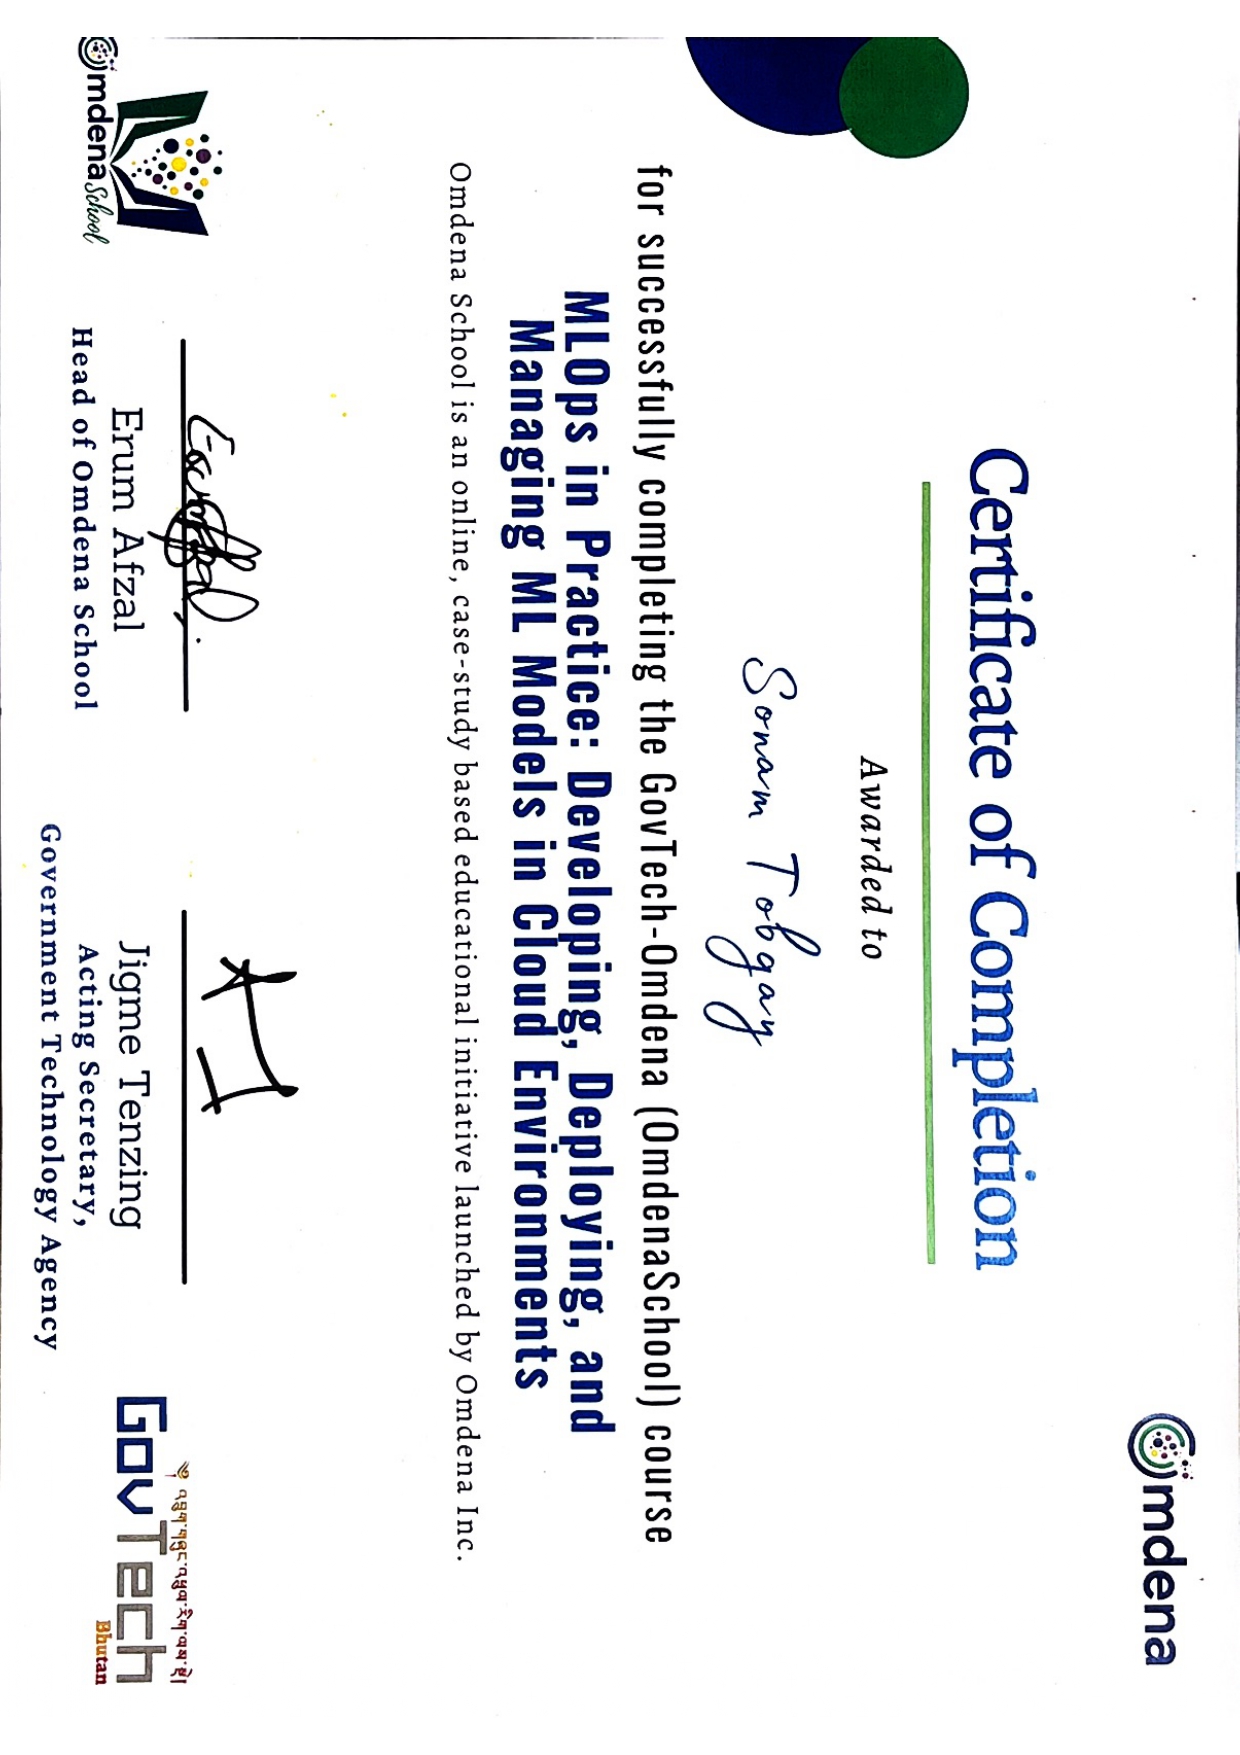 Omdena
Certificate of Completion
Awarded to
Sonam Tobgay
for successfully completing the GovTech-Omdena (OmdenaSchool) course
MLOps in Practice: Developing, Deploying, and
Managing ML Models in Cloud Environments
Omdena School is an online, case-study based educational initiative launched by Omdena Inc.
Erum Afzal
Head of Omdena School
Jigme Tenzing
Acting Secretary,
Government Technology Agency
Omdena School
༄ འབྲུག་གཞུང་འཕྲུལ་རིག་ལས་སྡེ།
GovTech
Bhutan